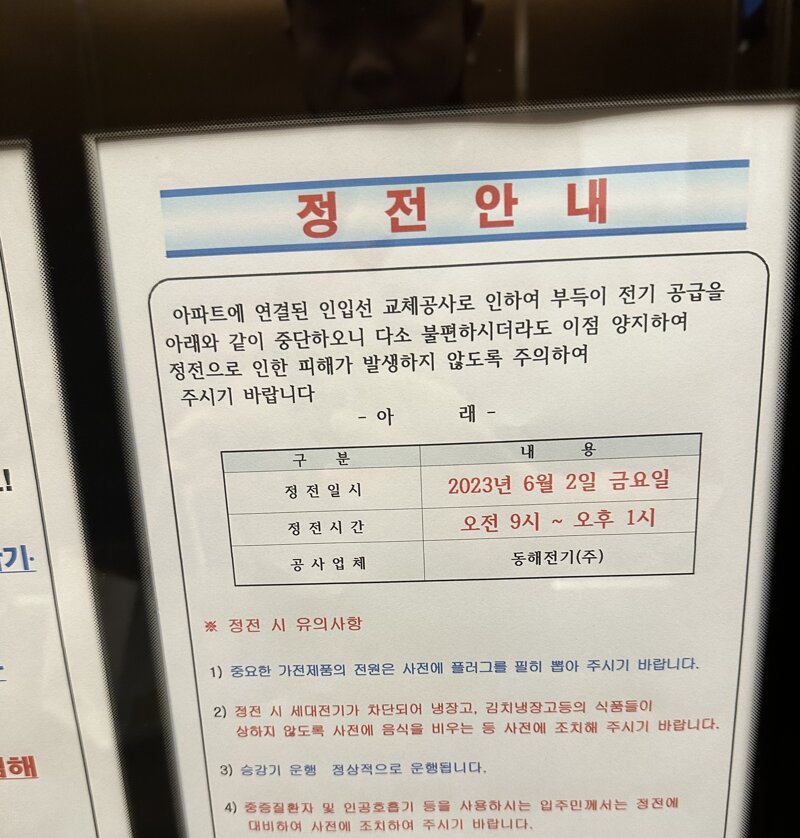 정 전 안 내
아파트에 연결된 인입선 교체공사로 인하여 부득이 전기 공급을
아래와 같이 중단하오니 다소 불편하시더라도 이점 양지하여
정전으로 인한 피해가 발생하지 않도록 주의하여
주시기 바랍니다
- 아 래 -
구 분 내 용
정 전 일 시 2023년 6월 2일 금요일
정 전 시 간 오전 9시 ~ 오후 1시
공 사 업 체 동해전기(주)
※ 정전 시 유의사항
1) 중요한 가전제품의 전원은 사전에 플러그를 필히 뽑아 주시기 바랍니다.
2) 정전 시 세대전기가 차단되어 냉장고, 김치냉장고등의 식품들이
상하지 않도록 사전에 음식을 비우는 등 사전에 조치해 주시기 바랍니다.
3) 승강기 운행 정상적으로 운행됩니다.
4) 중증질환자 및 인공호흡기 등을 사용하시는 입주민께서는 정전에
대비하여 사전에 조치하여 주시기 바랍니다.